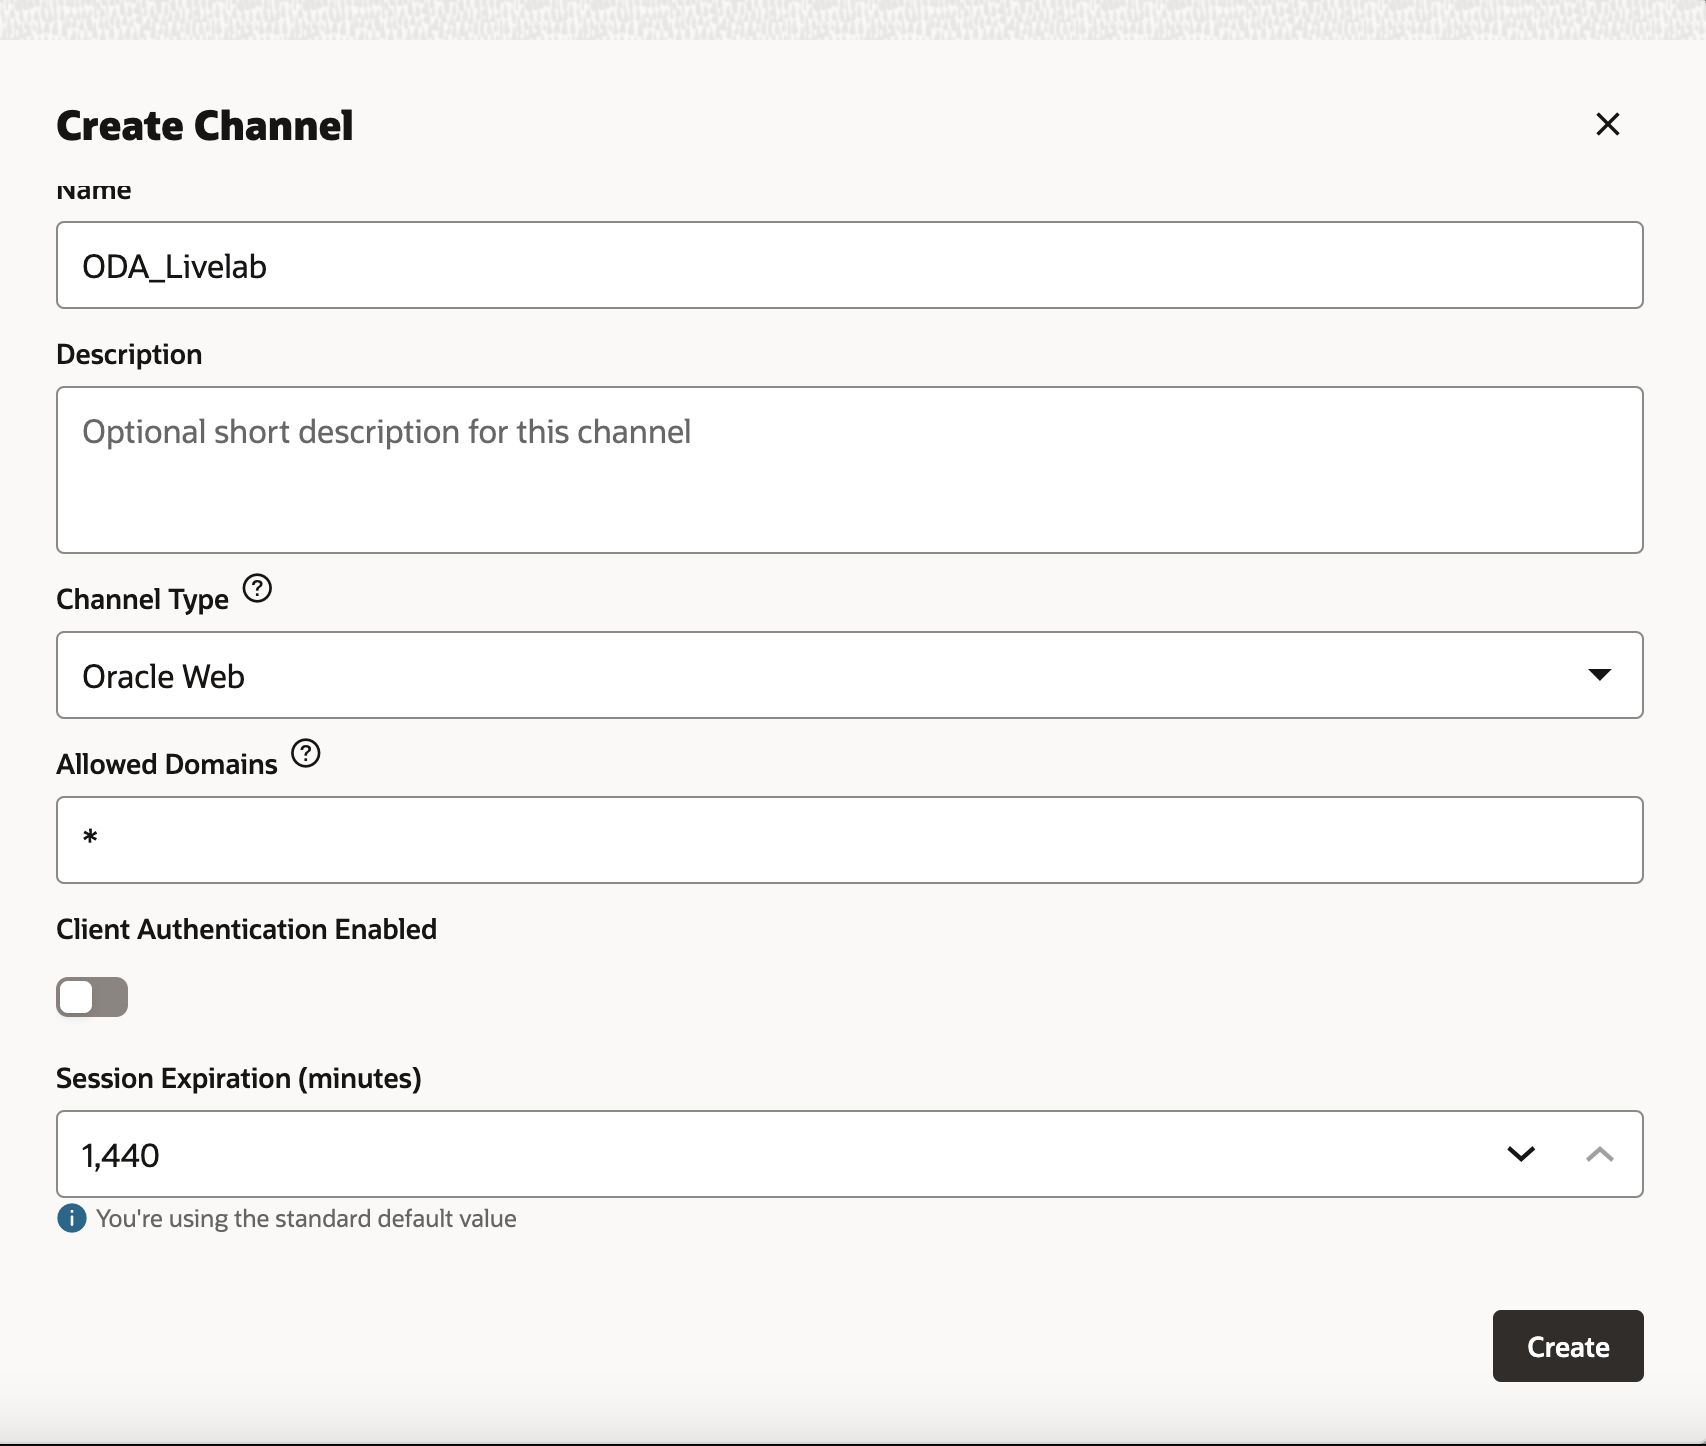 Create Channel
Name
ODA_Livelab
Description
Optional short description for this channel
Channel Type ?
Oracle Web
Allowed Domains ?
*
Client Authentication Enabled
Session Expiration (minutes)
1,440
i You're using the standard default value
Create